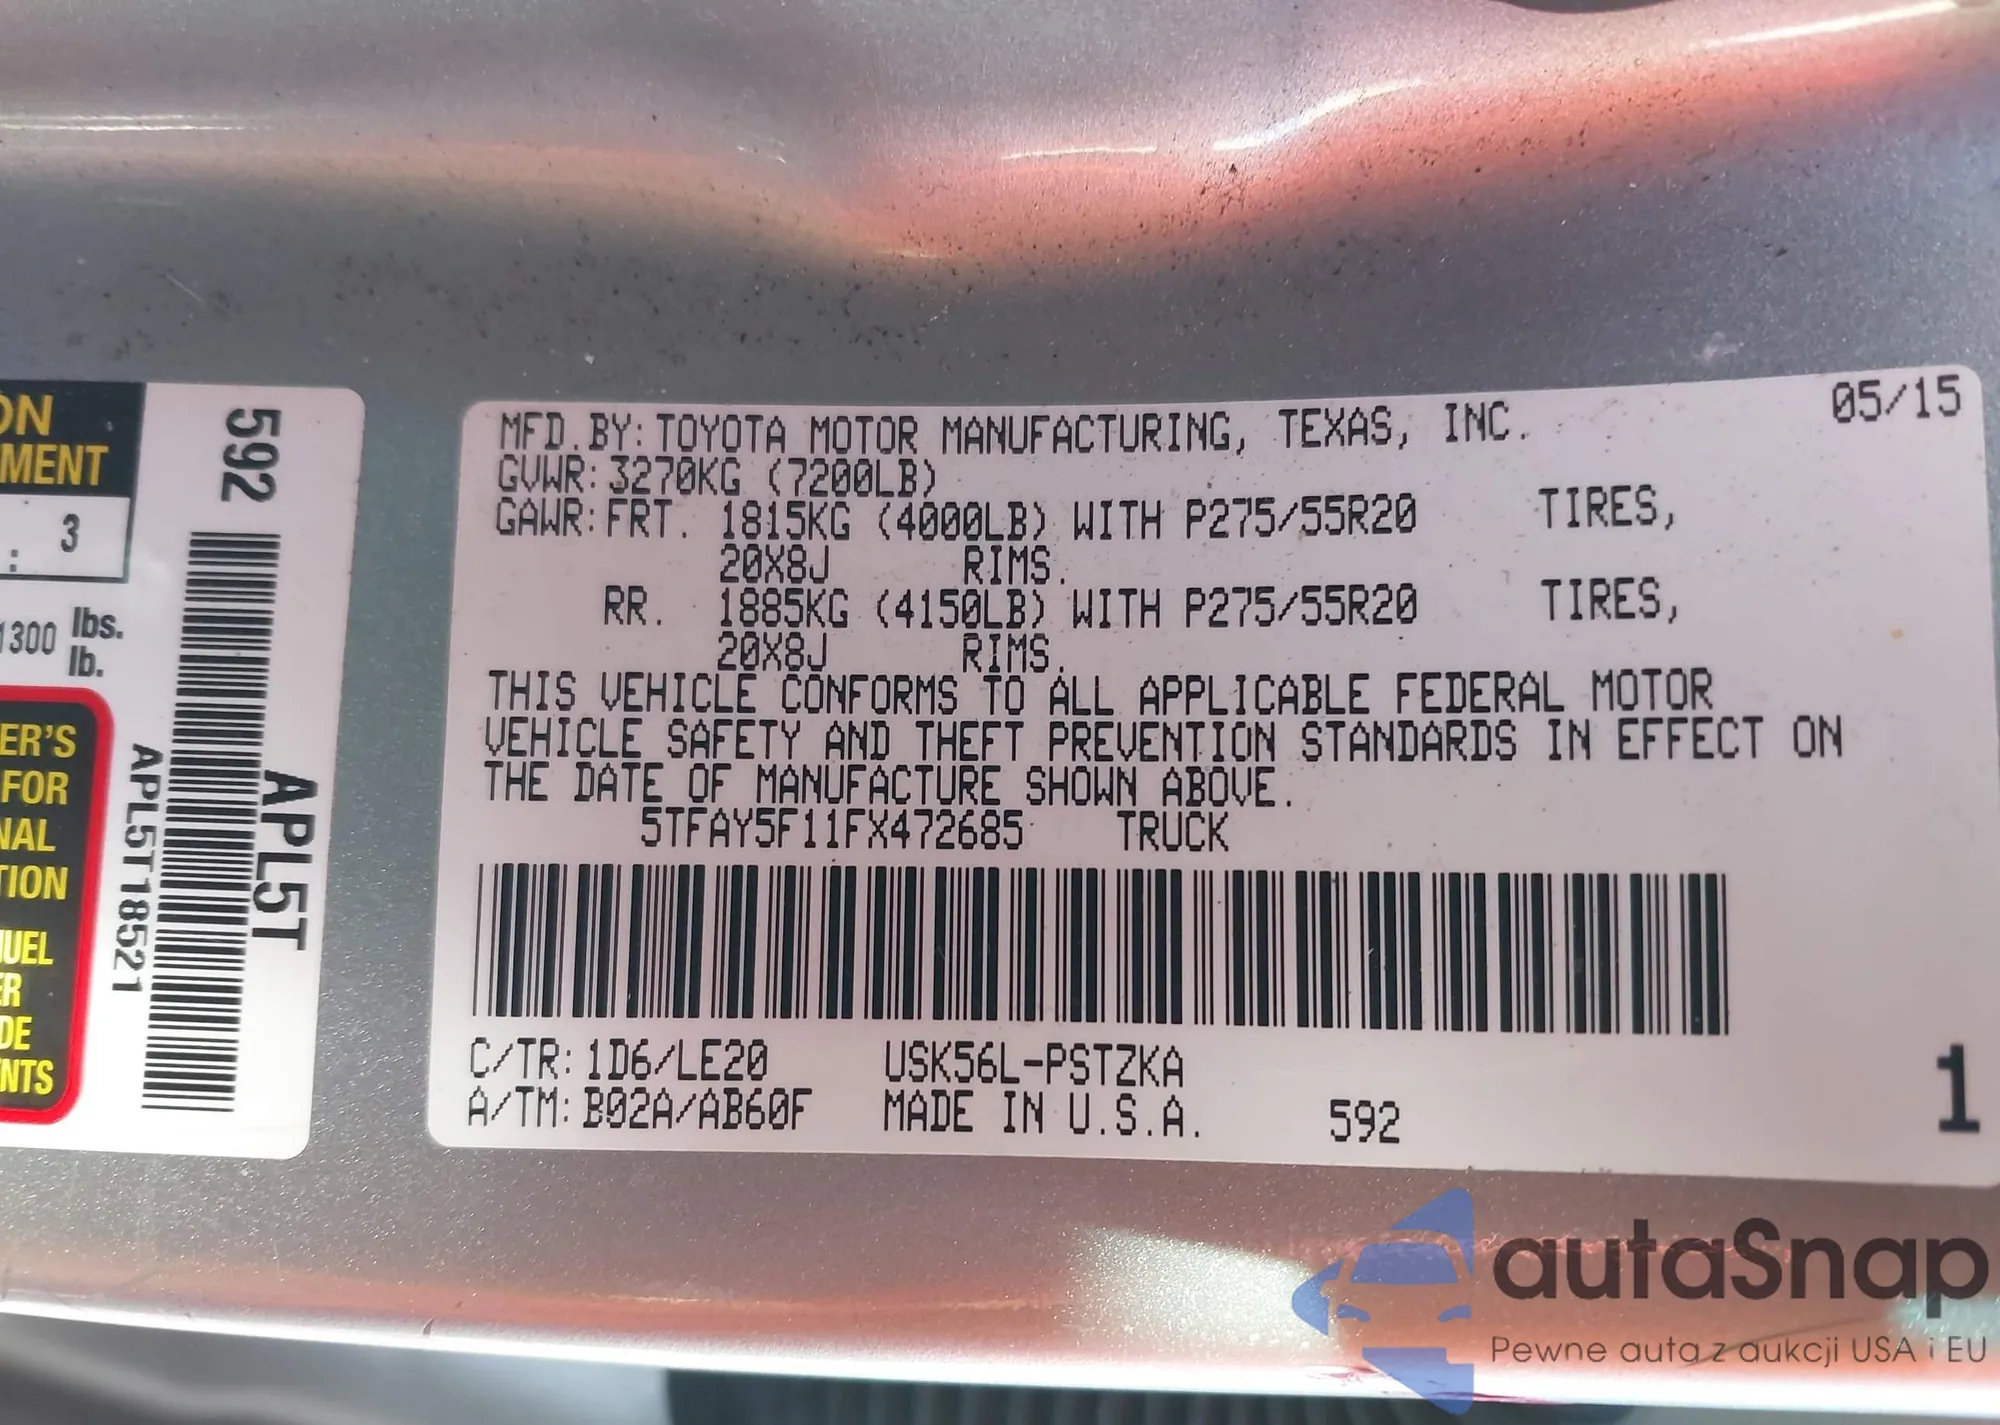 ON
MENT
: 3
1300 lbs.
lb.
ER'S
FOR
NAL
TION
UEL
ER
DE
NTS
592
APL5T
APL5T18521
05/15
MFD.BY:TOYOTA MOTOR MANUFACTURING, TEXAS, INC.
GVWR:3270KG (7200LB)
GAWR:FRT. 1815KG (4000LB) WITH P275/55R20 TIRES,
20X8J RIMS.
RR. 1885KG (4150LB) WITH P275/55R20 TIRES,
20X8J RIMS.
THIS VEHICLE CONFORMS TO ALL APPLICABLE FEDERAL MOTOR
VEHICLE SAFETY AND THEFT PREVENTION STANDARDS IN EFFECT ON
THE DATE OF MANUFACTURE SHOWN ABOVE.
5TFAY5F11FX472685 TRUCK
C/TR:1D6/LE20 USK56L-PSTZKA
A/TM:B02A/AB60F MADE IN U.S.A. 592
1
autaSnap
Pewne auta z aukcji USA i EU